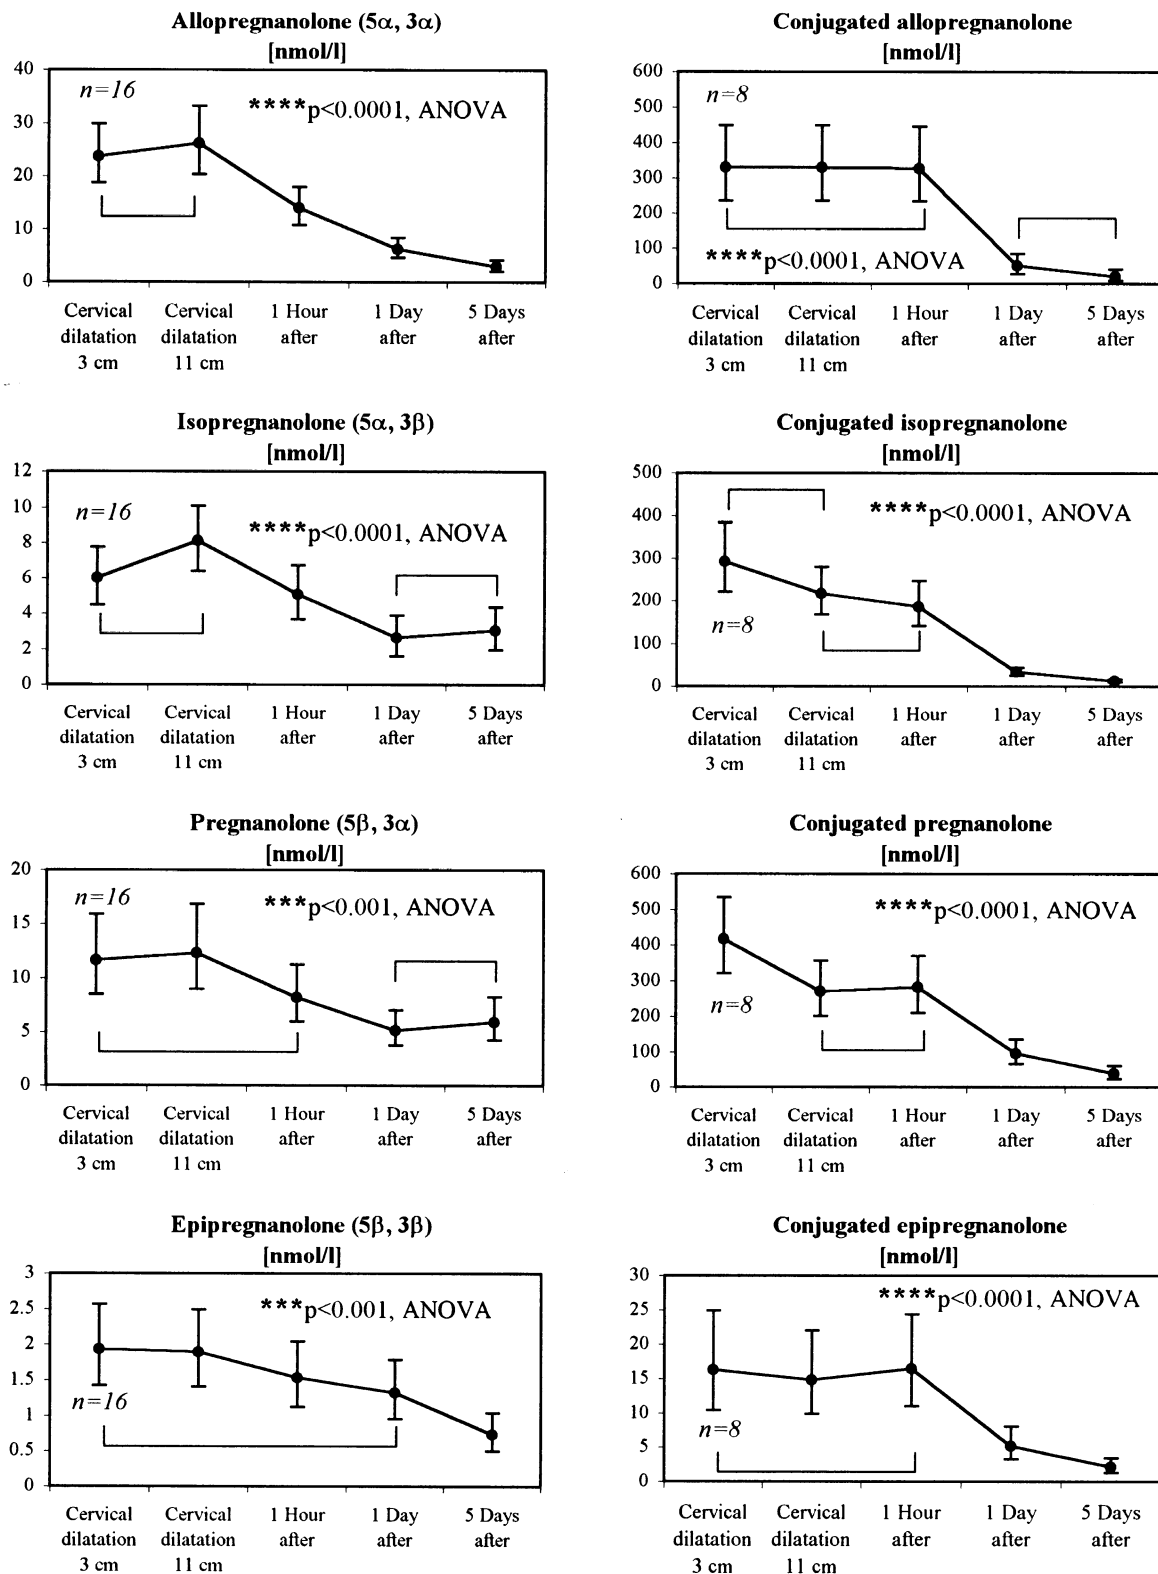 Allopregnanolone (5α, 3α)
[nmol/l]
40
30
20
10
0
n=16
****p<0.0001, ANOVA
Cervical dilatation 3 cm
Cervical dilatation 11 cm
1 Hour after
1 Day after
5 Days after
Conjugated allopregnanolone
[nmol/l]
600
500
400
300
200
100
0
n=8
****p<0.0001, ANOVA
Cervical dilatation 3 cm
Cervical dilatation 11 cm
1 Hour after
1 Day after
5 Days after
Isopregnanolone (5α, 3β)
[nmol/l]
12
10
8
6
4
2
0
n=16
****p<0.0001, ANOVA
Cervical dilatation 3 cm
Cervical dilatation 11 cm
1 Hour after
1 Day after
5 Days after
Conjugated isopregnanolone
[nmol/l]
500
400
300
200
100
0
****p<0.0001, ANOVA
n=8
Cervical dilatation 3 cm
Cervical dilatation 11 cm
1 Hour after
1 Day after
5 Days after
Pregnanolone (5β, 3α)
[nmol/l]
20
15
10
5
0
n=16
***p<0.001, ANOVA
Cervical dilatation 3 cm
Cervical dilatation 11 cm
1 Hour after
1 Day after
5 Days after
Conjugated pregnanolone
[nmol/l]
600
500
400
300
200
100
0
****p<0.0001, ANOVA
n=8
Cervical dilatation 3 cm
Cervical dilatation 11 cm
1 Hour after
1 Day after
5 Days after
Epipregnanolone (5β, 3β)
[nmol/l]
3
2.5
2
1.5
1
0.5
0
***p<0.001, ANOVA
n=16
Cervical dilatation 3 cm
Cervical dilatation 11 cm
1 Hour after
1 Day after
5 Days after
Conjugated epipregnanolone
[nmol/l]
30
25
20
15
10
5
0
****p<0.0001, ANOVA
n=8
Cervical dilatation 3 cm
Cervical dilatation 11 cm
1 Hour after
1 Day after
5 Days after